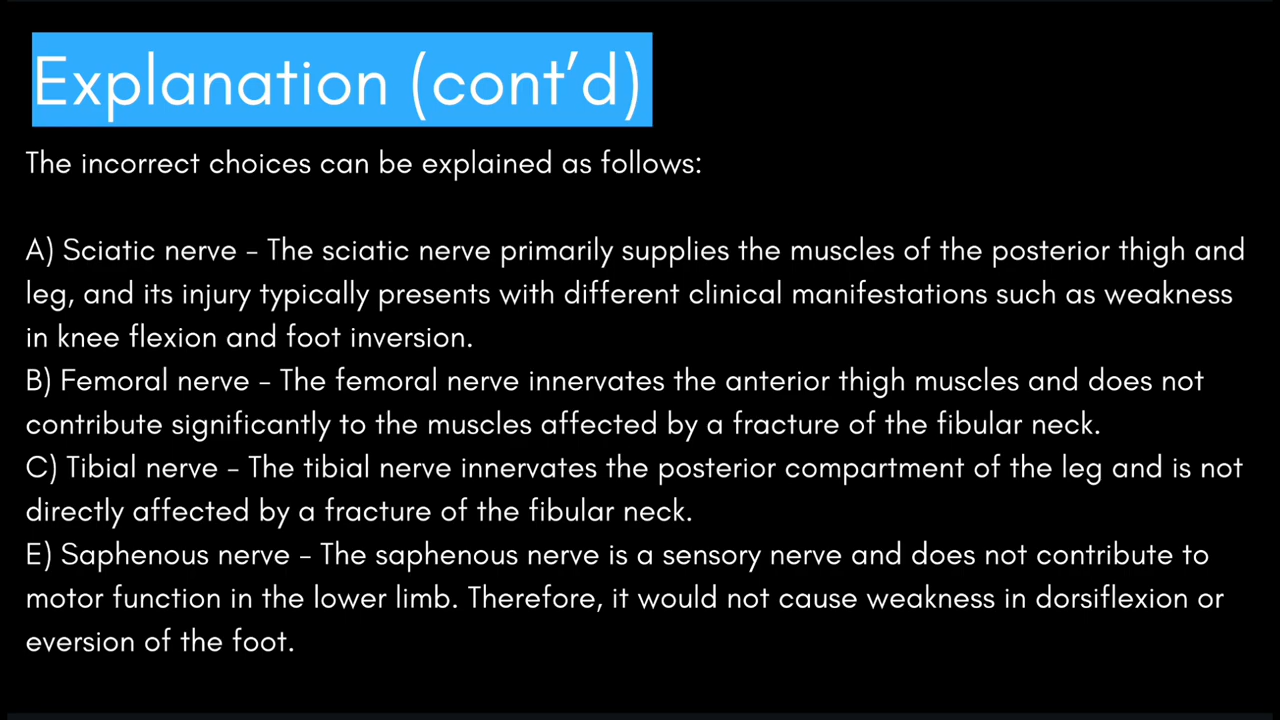 Explanation (cont’d)
The incorrect choices can be explained as follows:
A) Sciatic nerve - The sciatic nerve primarily supplies the muscles of the posterior thigh and
leg, and its injury typically presents with different clinical manifestations such as weakness
in knee flexion and foot inversion.
B) Femoral nerve - The femoral nerve innervates the anterior thigh muscles and does not
contribute significantly to the muscles affected by a fracture of the fibular neck.
C) Tibial nerve - The tibial nerve innervates the posterior compartment of the leg and is not
directly affected by a fracture of the fibular neck.
E) Saphenous nerve - The saphenous nerve is a sensory nerve and does not contribute to
motor function in the lower limb. Therefore, it would not cause weakness in dorsiflexion or
eversion of the foot.